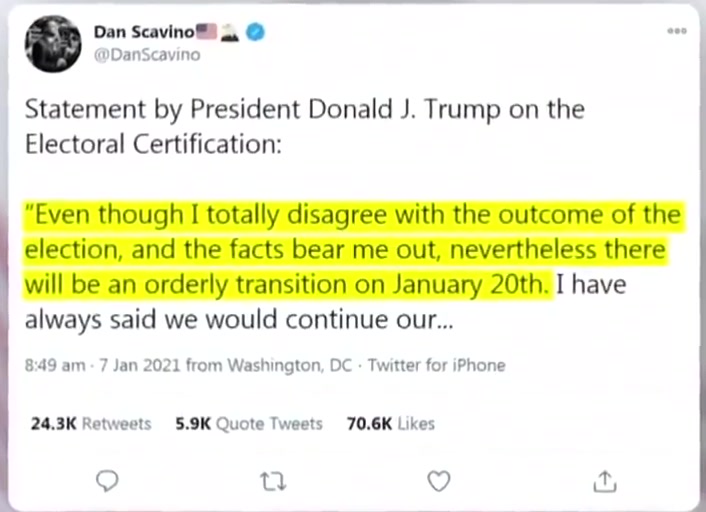 Dan Scavino
@DanScavino
Statement by President Donald J. Trump on the
Electoral Certification:
"Even though I totally disagree with the outcome of the
election, and the facts bear me out, nevertheless there
will be an orderly transition on January 20th. I have
always said we would continue our...
8:49 am · 7 Jan 2021 from Washington, DC · Twitter for iPhone
24.3K Retweets 5.9K Quote Tweets 70.6K Likes